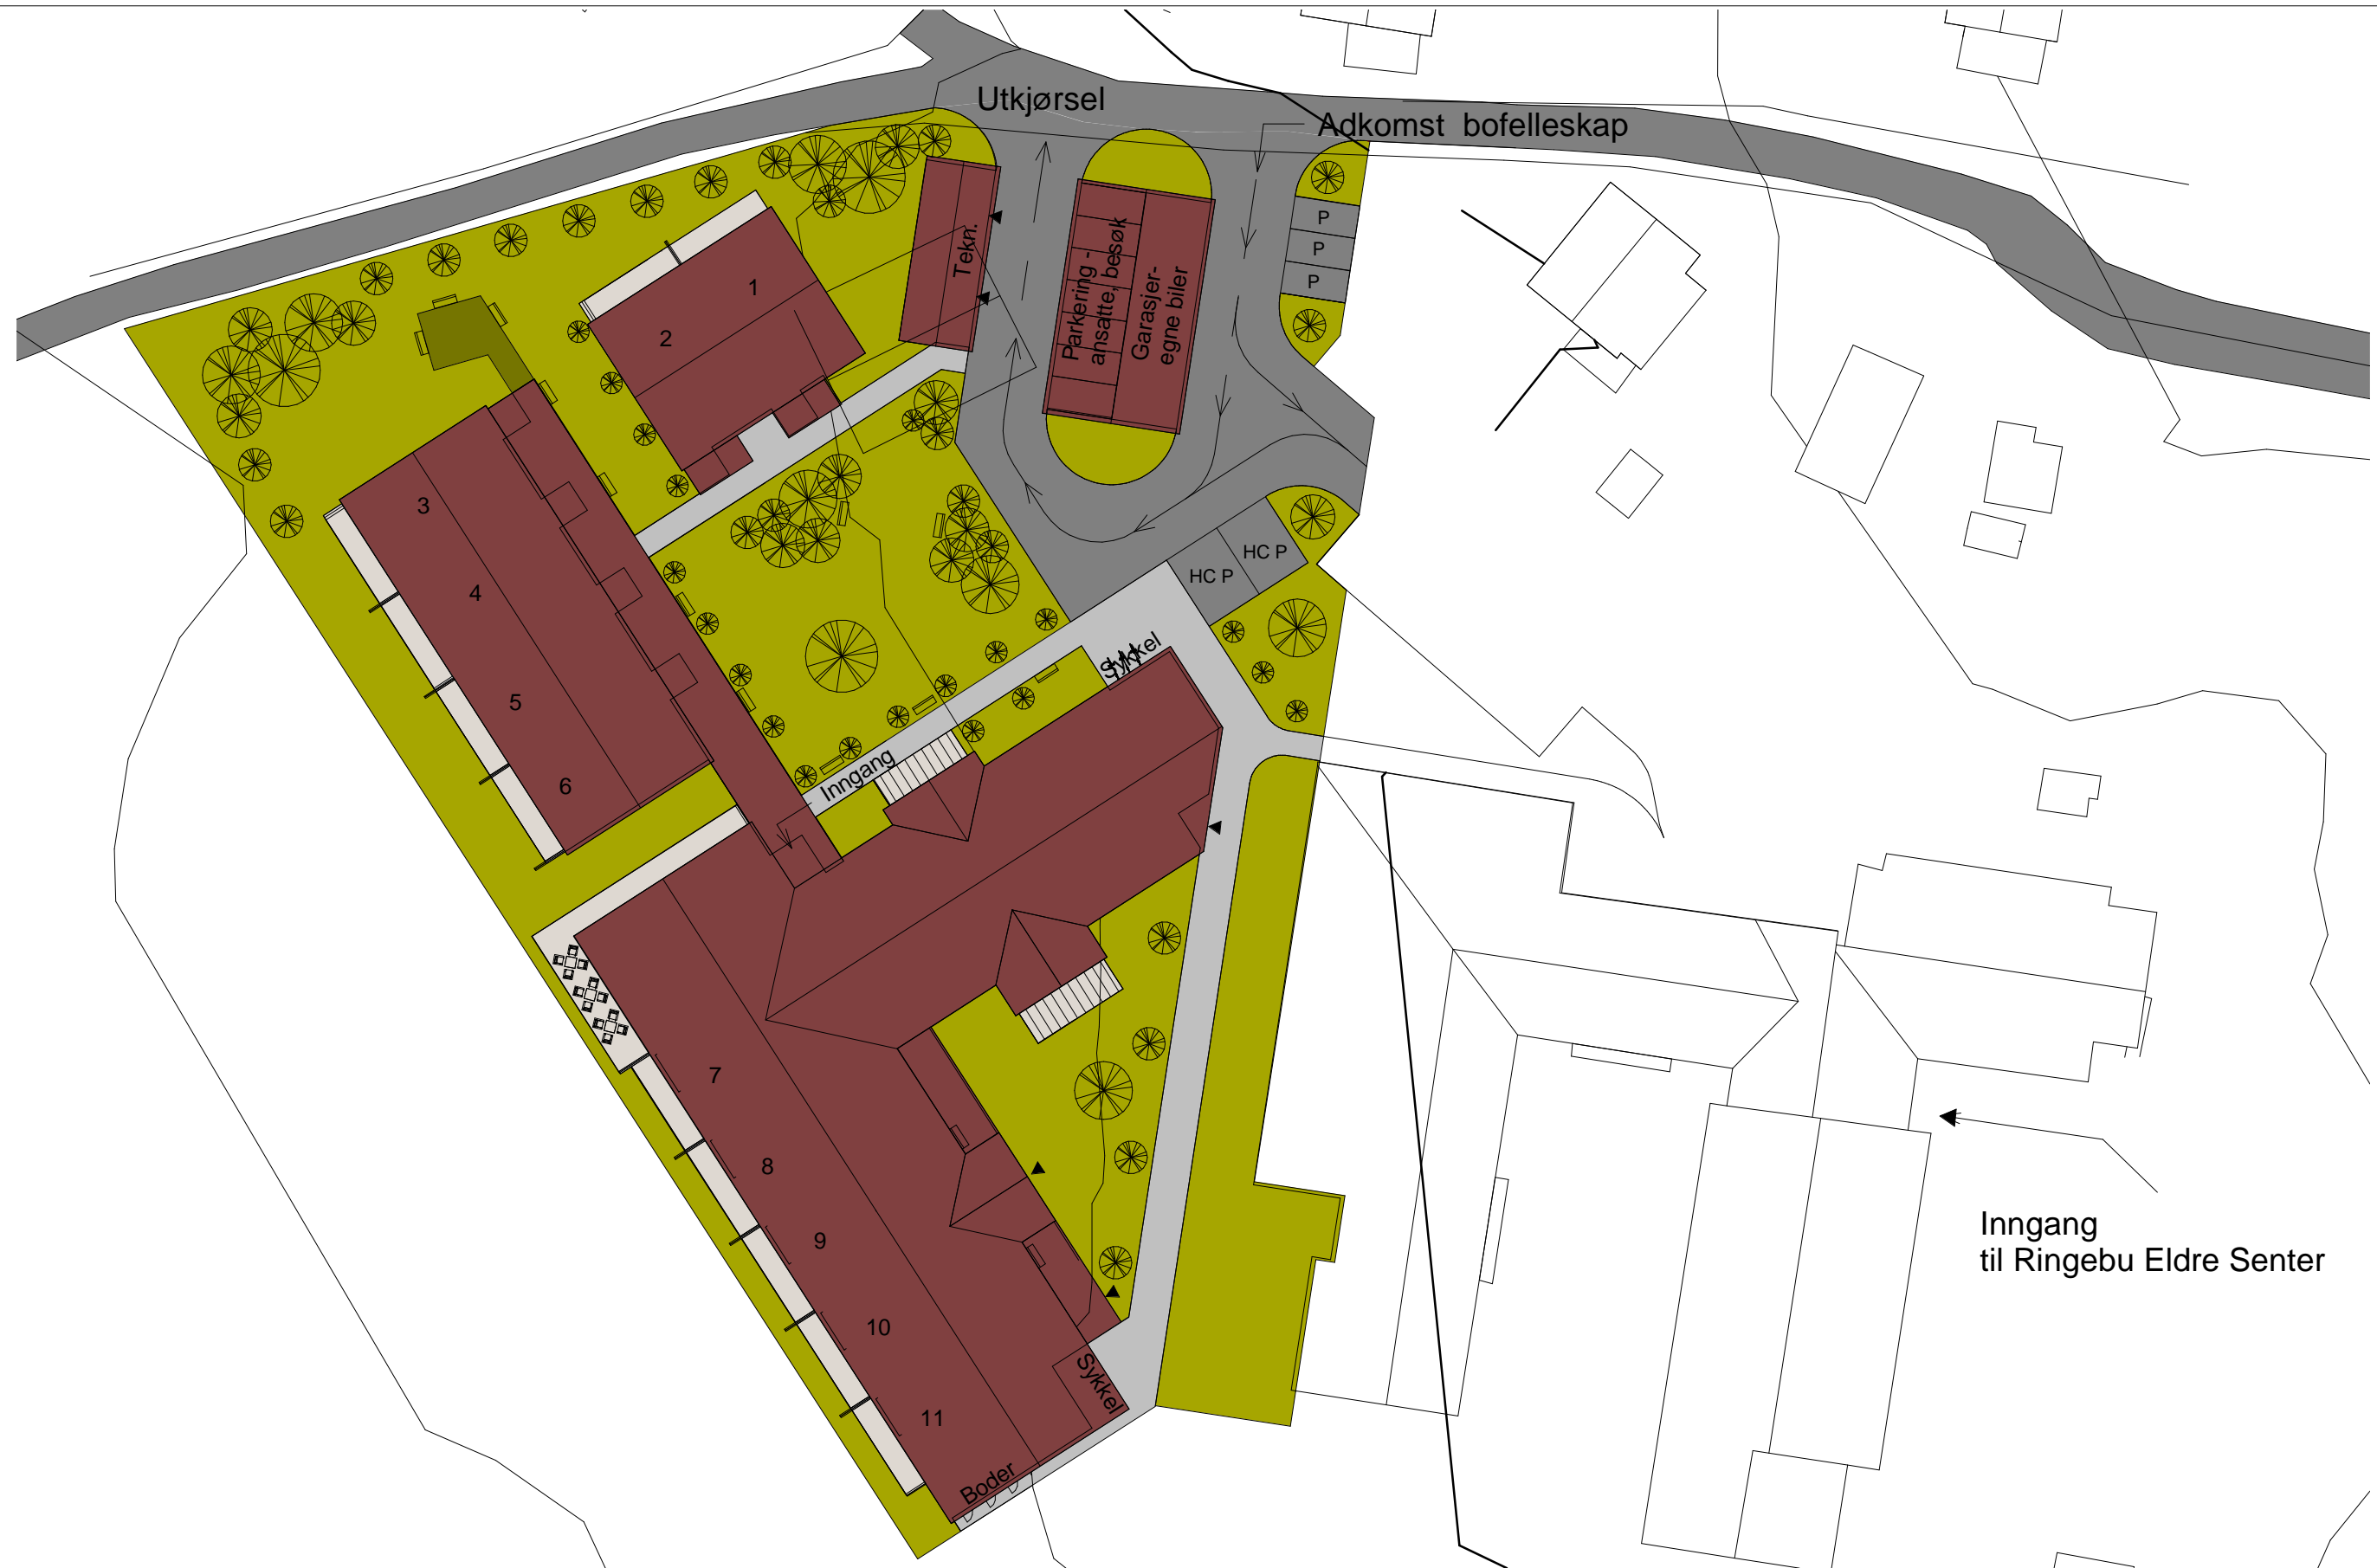 Utkjørsel
Adkomst bofelleskap
P
P
P
Tekn.
Parkering -
ansatte, besøk
Garasjer-
egne biler
1
2
3
4
5
6
HC P
HC P
Sykkel
Inngang
7
8
9
10
11
Sykkel
Boder
Inngang
til Ringebu Eldre Senter